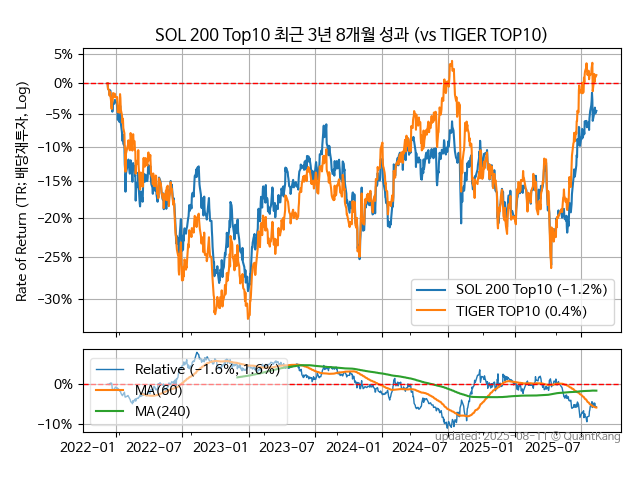 SOL 200 Top10 최근 3년 8개월 성과 (vs TIGER TOP10)
Rate of Return (TR: 배당재투자, Log)
5%
0%
−5%
−10%
−15%
−20%
−25%
−30%
SOL 200 Top10 (−1.2%)
TIGER TOP10 (0.4%)
0%
−10%
Relative (−1.6%, 1.6%)
MA(60)
MA(240)
2022-01 2022-07 2023-01 2023-07 2024-01 2024-07 2025-01 2025-07
updated: 2025-08-11 © QuantKang